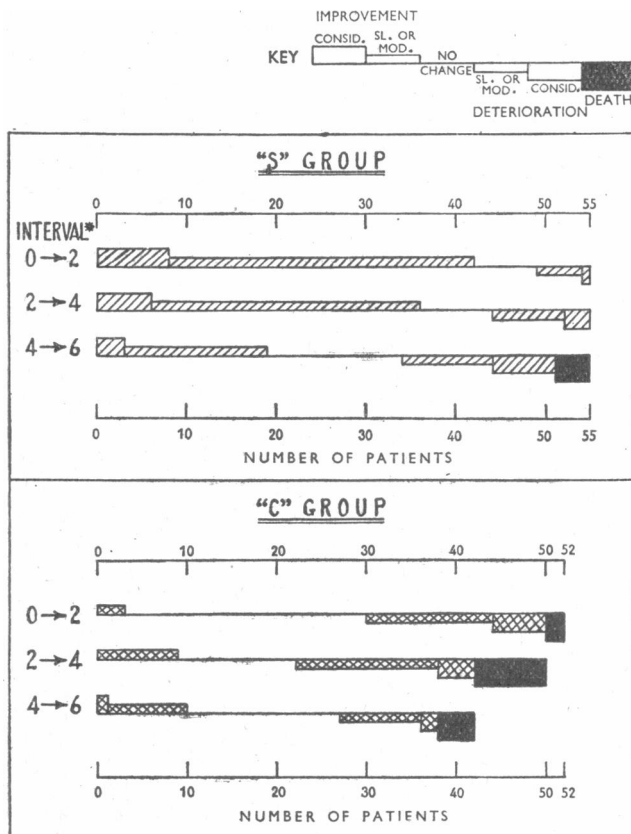 IMPROVEMENT
CONSID. SL. OR MOD.
KEY NO CHANGE
SL. OR MOD. CONSID. DEATH
DETERIORATION
"S" GROUP
0 10 20 30 40 50 55
INTERVAL*
0→2
2→4
4→6
0 10 20 30 40 50 55
NUMBER OF PATIENTS
"C" GROUP
0 10 20 30 40 50 52
0→2
2→4
4→6
0 10 20 30 40 50 52
NUMBER OF PATIENTS